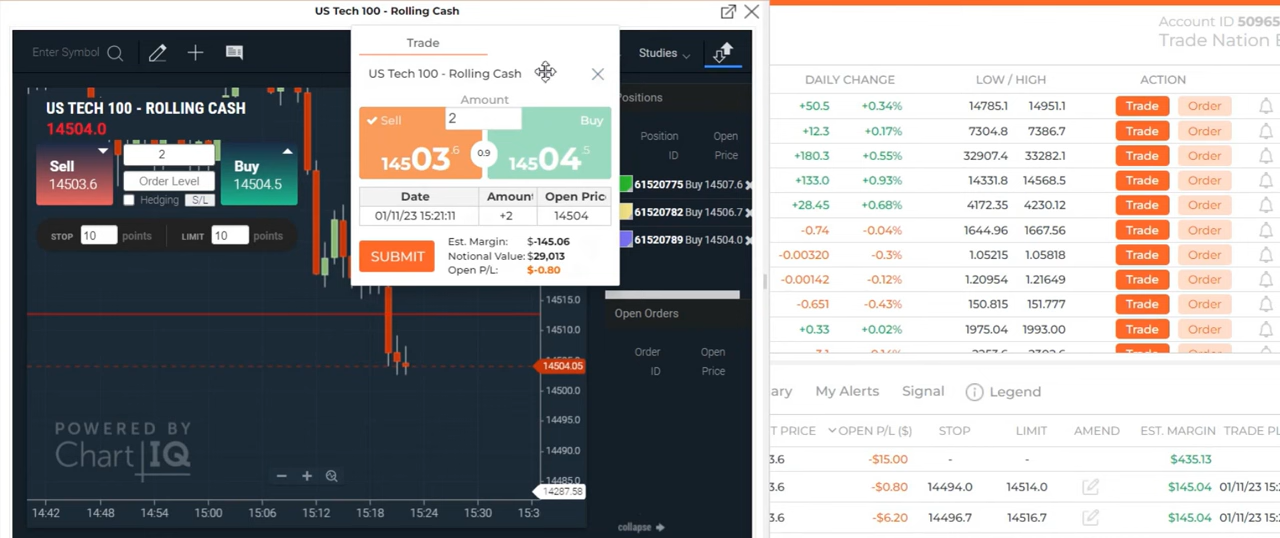 US Tech 100 - Rolling Cash
Enter Symbol
Studies
US TECH 100 - ROLLING CASH
14504.0
Sell
14503.6
2
Order Level
Hedging
S/L
Buy
14504.5
STOP 10 points
LIMIT 10 points
Trade
US Tech 100 - Rolling Cash
Amount
Sell 2 Buy
14503.6 0.9 14504.5
Date Amoun Open Pric
01/11/23 15:21:11 +2 14504
SUBMIT
Est. Margin: $-145.06
Notional Value: $29,013
Open P/L: $-0.80
Positions
Position ID
Open Price
61520775 Buy 14507.6
61520782 Buy 14506.7
61520789 Buy 14504.0
Open Orders
Order ID
Open Price
14515.0
14510.0
14504.05
14500.0
14495.0
14490.0
14485.0
14287.58
POWERED BY
ChartIQ
14:42 14:48 14:54 15:00 15:06 15:12 15:18 15:24 15:30 15:3
collapse
Account ID 50965
Trade Nation
DAILY CHANGE LOW / HIGH ACTION
+50.5 +0.34% 14785.1 14951.1 Trade Order
+12.3 +0.17% 7304.8 7386.7 Trade Order
+180.3 +0.55% 32907.4 33282.1 Trade Order
+133.0 +0.93% 14331.8 14568.5 Trade Order
+28.45 +0.68% 4172.35 4230.12 Trade Order
-0.74 -0.04% 1644.96 1667.56 Trade Order
-0.00320 -0.3% 1.05215 1.05818 Trade Order
-0.00142 -0.12% 1.20954 1.21649 Trade Order
-0.651 -0.43% 150.815 151.777 Trade Order
+0.33 +0.02% 1975.04 1993.00 Trade Order
ary My Alerts Signal Legend
T PRICE OPEN P/L ($) STOP LIMIT AMEND EST. MARGIN TRADE PL
3.6 -$15.00 - - $435.13
3.6 -$0.80 14494.0 14514.0 $145.04 01/11/23 15:2
3.6 -$6.20 14496.7 14516.7 $145.04 01/11/23 15: